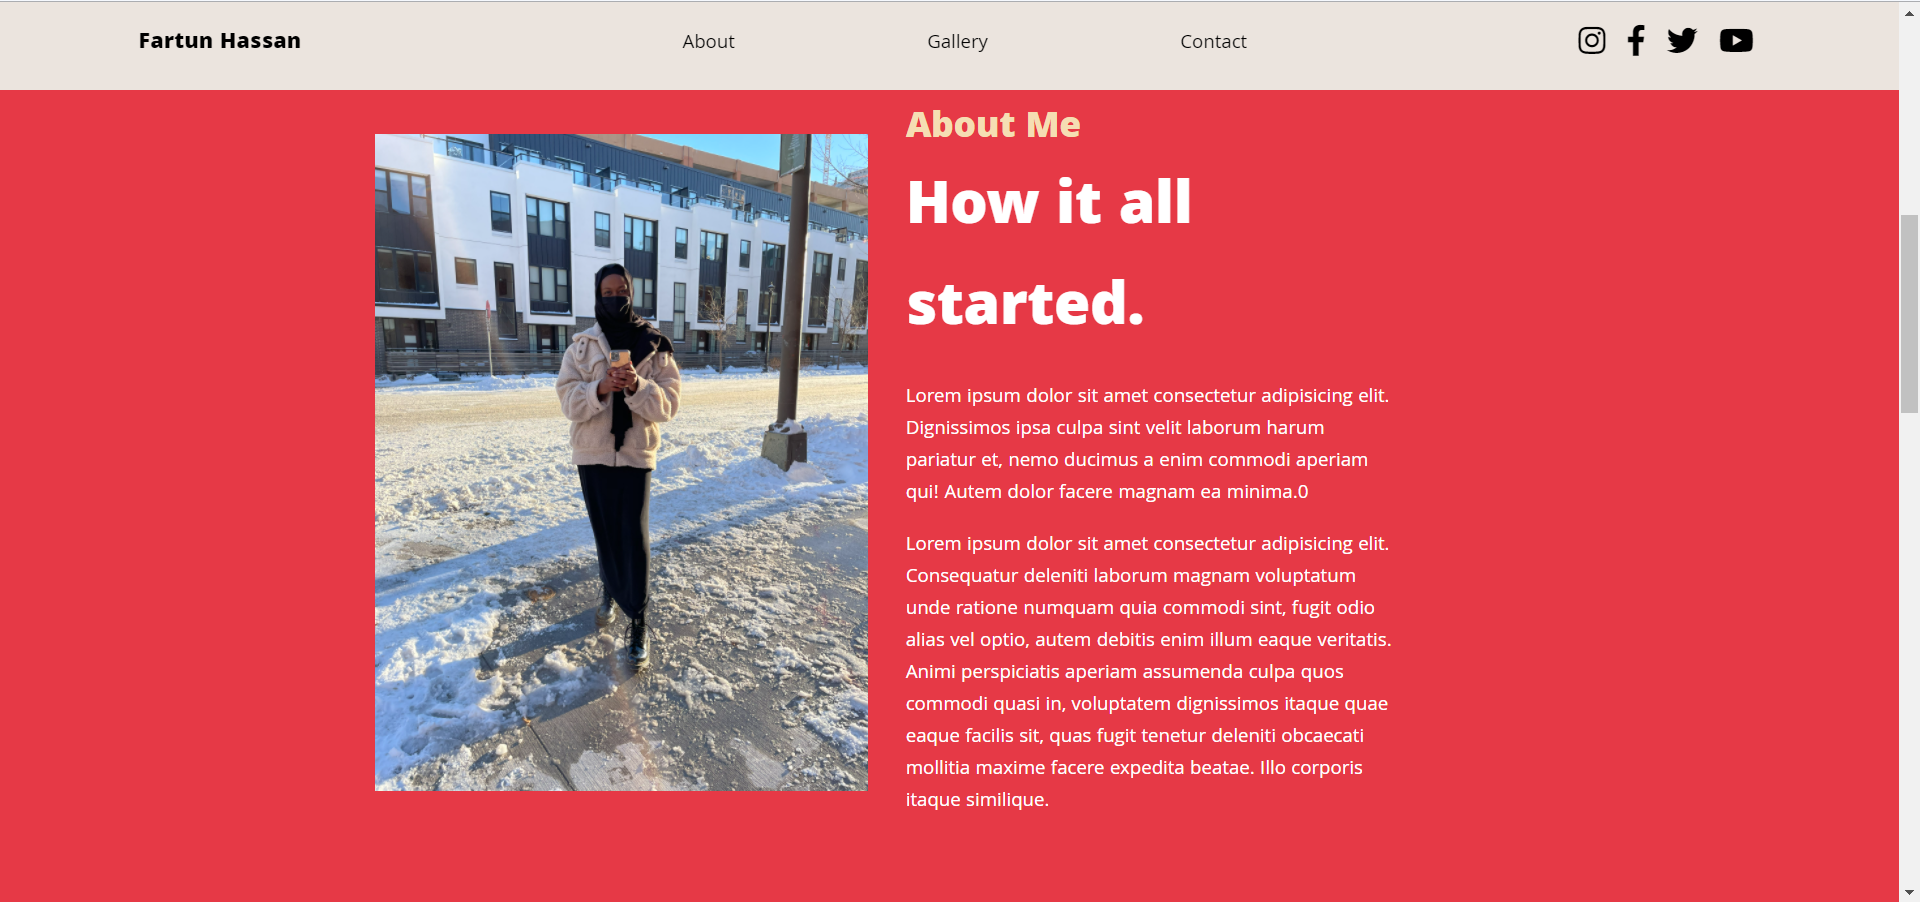 Fartun Hassan
About
Gallery
Contact
About Me
How it all
started.
Lorem ipsum dolor sit amet consectetur adipisicing elit.
Dignissimos ipsa culpa sint velit laborum harum
pariatur et, nemo ducimus a enim commodi aperiam
qui! Autem dolor facere magnam ea minima.0
Lorem ipsum dolor sit amet consectetur adipisicing elit.
Consequatur deleniti laborum magnam voluptatum
unde ratione numquam quia commodi sint, fugit odio
alias vel optio, autem debitis enim illum eaque veritatis.
Animi perspiciatis aperiam assumenda culpa quos
commodi quasi in, voluptatem dignissimos itaque quae
eaque facilis sit, quas fugit tenetur deleniti obcaecati
mollitia maxime facere expedita beatae. Illo corporis
itaque similique.